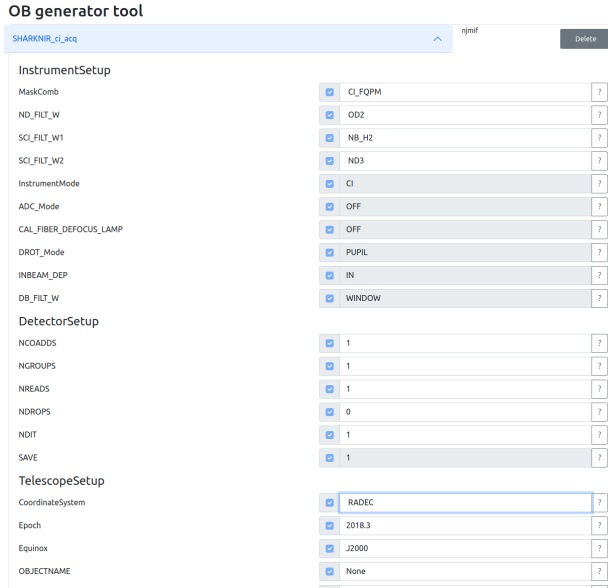 OB generator tool
SHARKNIR_ci_acq njmif Delete
InstrumentSetup
MaskComb CI_FQPM ?
ND_FILT_W OD2 ?
SCI_FILT_W1 NB_H2 ?
SCI_FILT_W2 ND3 ?
InstrumentMode CI ?
ADC_Mode OFF ?
CAL_FIBER_DEFOCUS_LAMP OFF ?
DROT_Mode PUPIL ?
INBEAM_DEP IN ?
DB_FILT_W WINDOW ?
DetectorSetup
NCOADDS 1 ?
NGROUPS 1 ?
NREADS 1 ?
NDROPS 0 ?
NDIT 1 ?
SAVE 1 ?
TelescopeSetup
CoordinateSystem RADEC ?
Epoch 2018.3 ?
Equinox J2000 ?
OBJECTNAME None ?